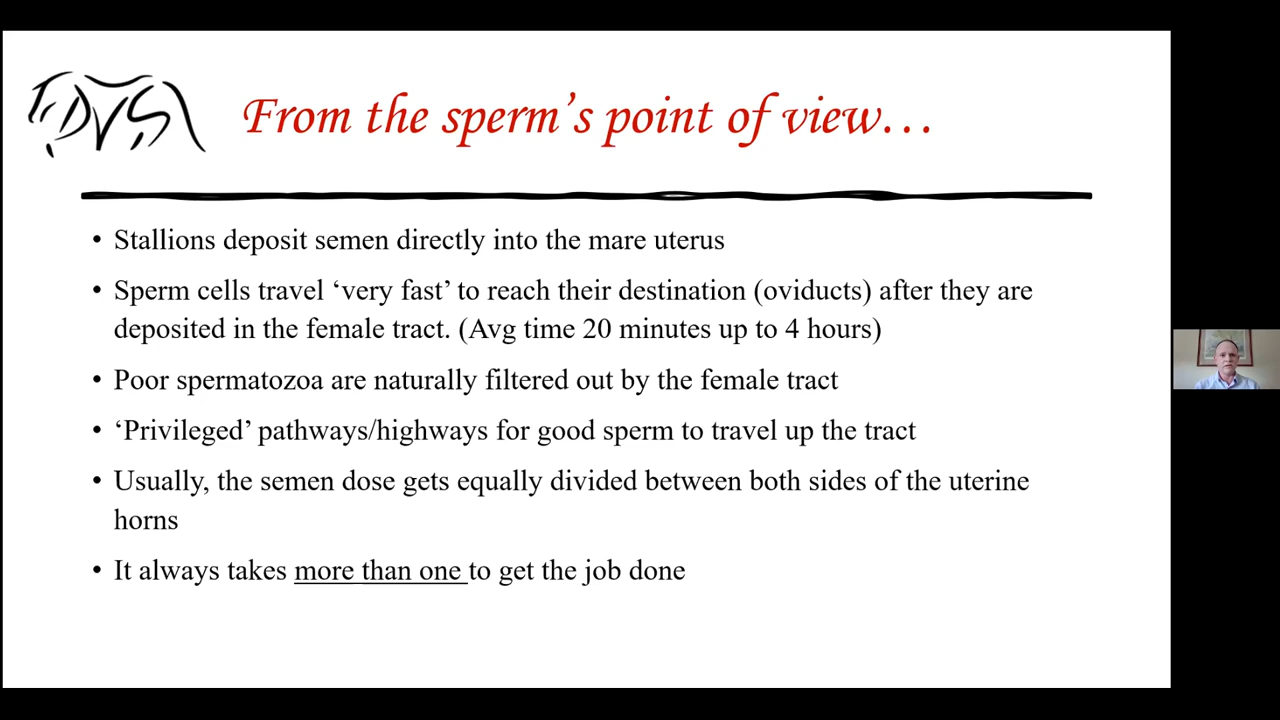 DVS
From the sperm’s point of view…
• Stallions deposit semen directly into the mare uterus
• Sperm cells travel ‘very fast’ to reach their destination (oviducts) after they are
deposited in the female tract. (Avg time 20 minutes up to 4 hours)
• Poor spermatozoa are naturally filtered out by the female tract
• ‘Privileged’ pathways/highways for good sperm to travel up the tract
• Usually, the semen dose gets equally divided between both sides of the uterine
horns
• It always takes more than one to get the job done